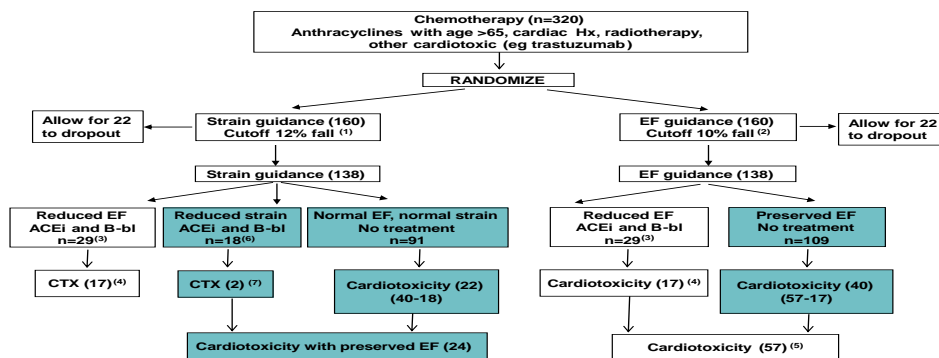 Chemotherapy (n=320)
Anthracyclines with age >65, cardiac Hx, radiotherapy,
other cardiotoxic (eg trastuzumab)
RANDOMIZE
Allow for 22
to dropout
Strain guidance (160)
Cutoff 12% fall (1)
EF guidance (160)
Cutoff 10% fall (2)
Allow for 22
to dropout
Strain guidance (138)
EF guidance (138)
Reduced EF
ACEi and B-bl
n=29(3)
Reduced strain
ACEi and B-bl
n=18(6)
Normal EF, normal strain
No treatment
n=91
Reduced EF
ACEi and B-bl
n=29(3)
Preserved EF
No treatment
n=109
CTX (17) (4)
CTX (2) (7)
Cardiotoxicity (22)
(40-18)
Cardiotoxicity (17) (4)
Cardiotoxicity (40)
(57-17)
Cardiotoxicity with preserved EF (24)
Cardiotoxicity (57) (5)